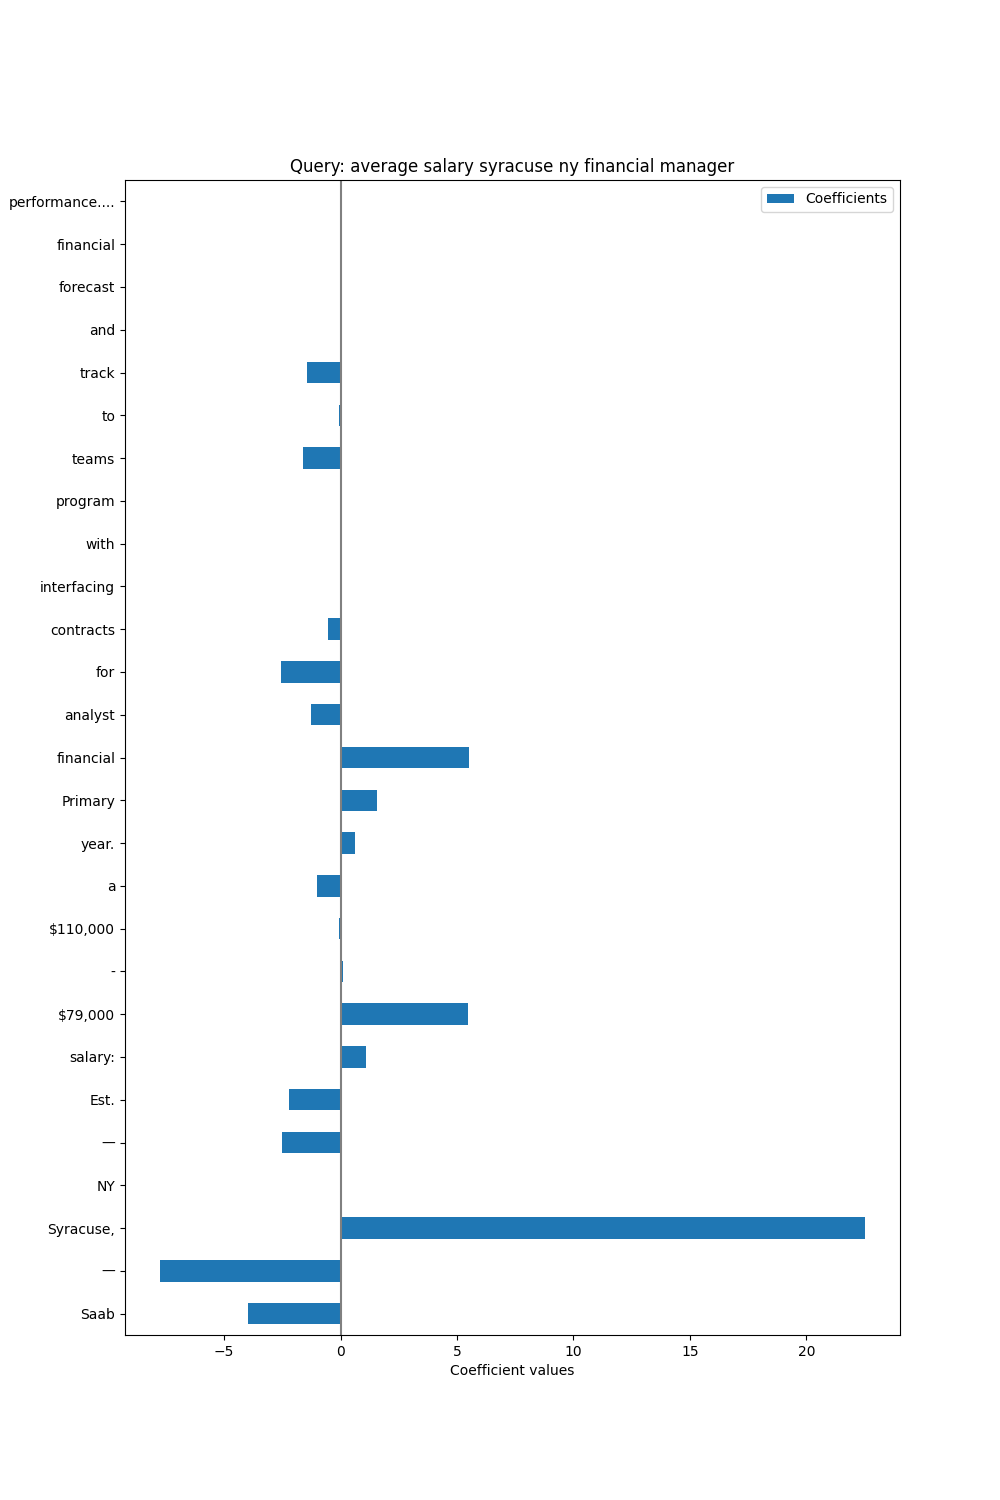 Query: average salary syracuse ny financial manager
Coefficients
performance....
financial
forecast
and
track
to
teams
program
with
interfacing
contracts
for
analyst
financial
Primary
year.
a
$110,000
-
$79,000
salary:
Est.
—
NY
Syracuse,
—
Saab
−5 0 5 10 15 20
Coefficient values